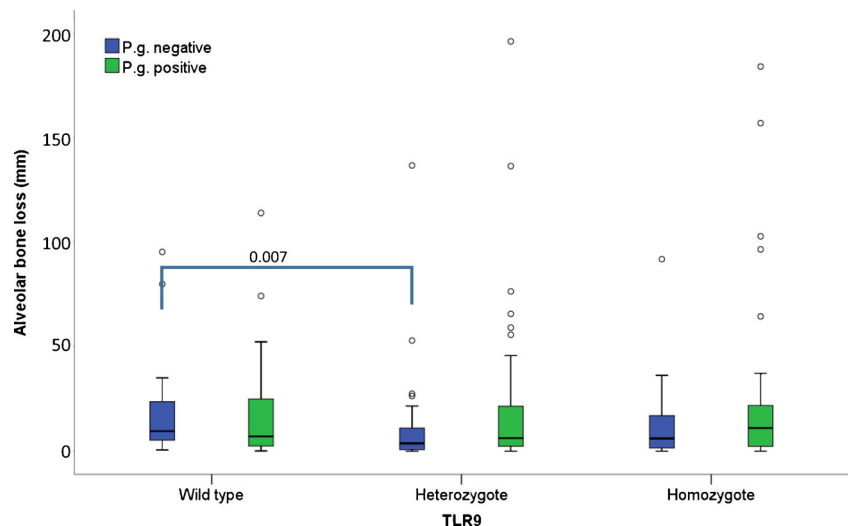 200
P.g. negative
P.g. positive
150
Alveolar bone loss (mm)
100
0.007
50
0
Wild type
Heterozygote
Homozygote
TLR9